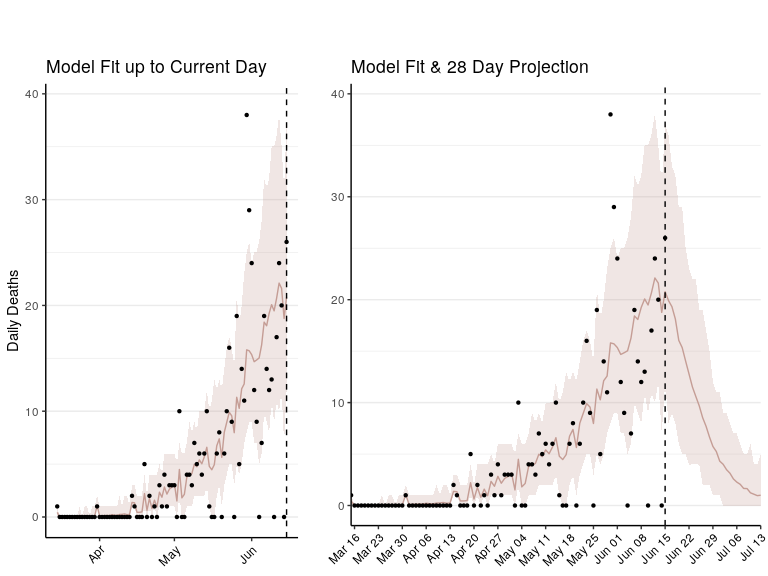 Model Fit up to Current Day
Daily Deaths
40
30
20
10
0
Apr
May
Jun
Model Fit & 28 Day Projection
40
30
20
10
0
Mar 16
Mar 23
Mar 30
Apr 06
Apr 13
Apr 20
Apr 27
May 04
May 11
May 18
May 25
Jun 01
Jun 08
Jun 15
Jun 22
Jun 29
Jul 06
Jul 13